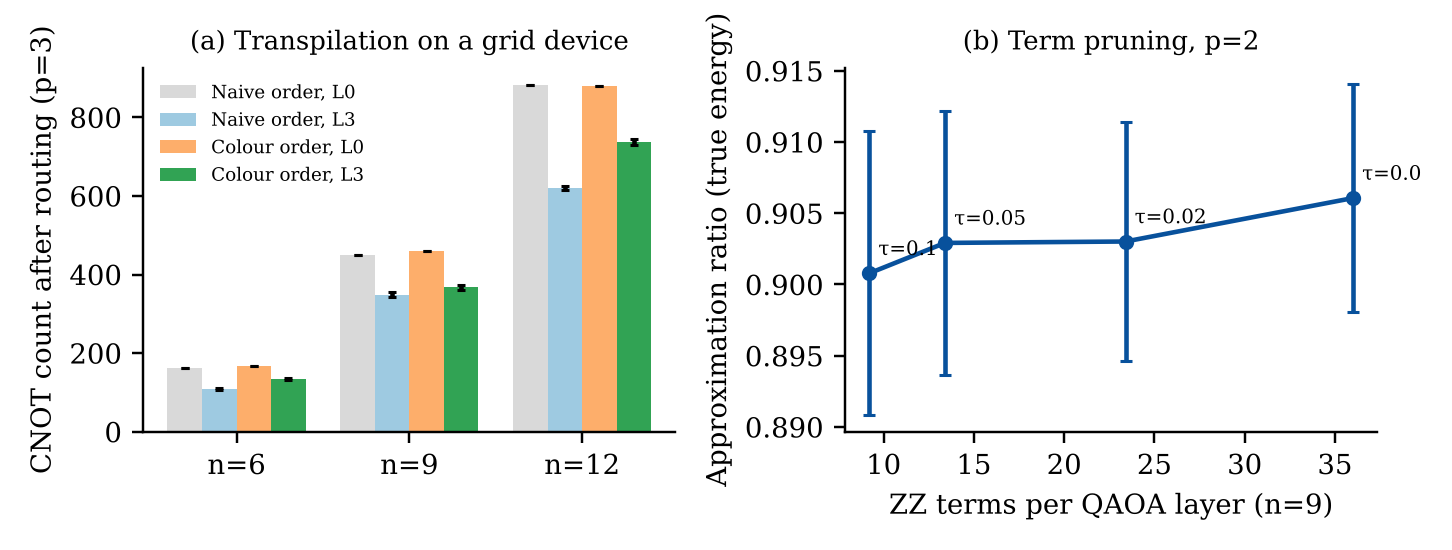 (a) Transpilation on a grid device
CNOT count after routing (p=3)
800
600
400
200
0
Naive order, L0
Naive order, L3
Colour order, L0
Colour order, L3
n=6
n=9
n=12
(b) Term pruning, p=2
Approximation ratio (true energy)
0.915
0.910
0.905
0.900
0.895
0.890
τ=0.1
τ=0.05
τ=0.02
τ=0.0
10
15
20
25
30
35
ZZ terms per QAOA layer (n=9)